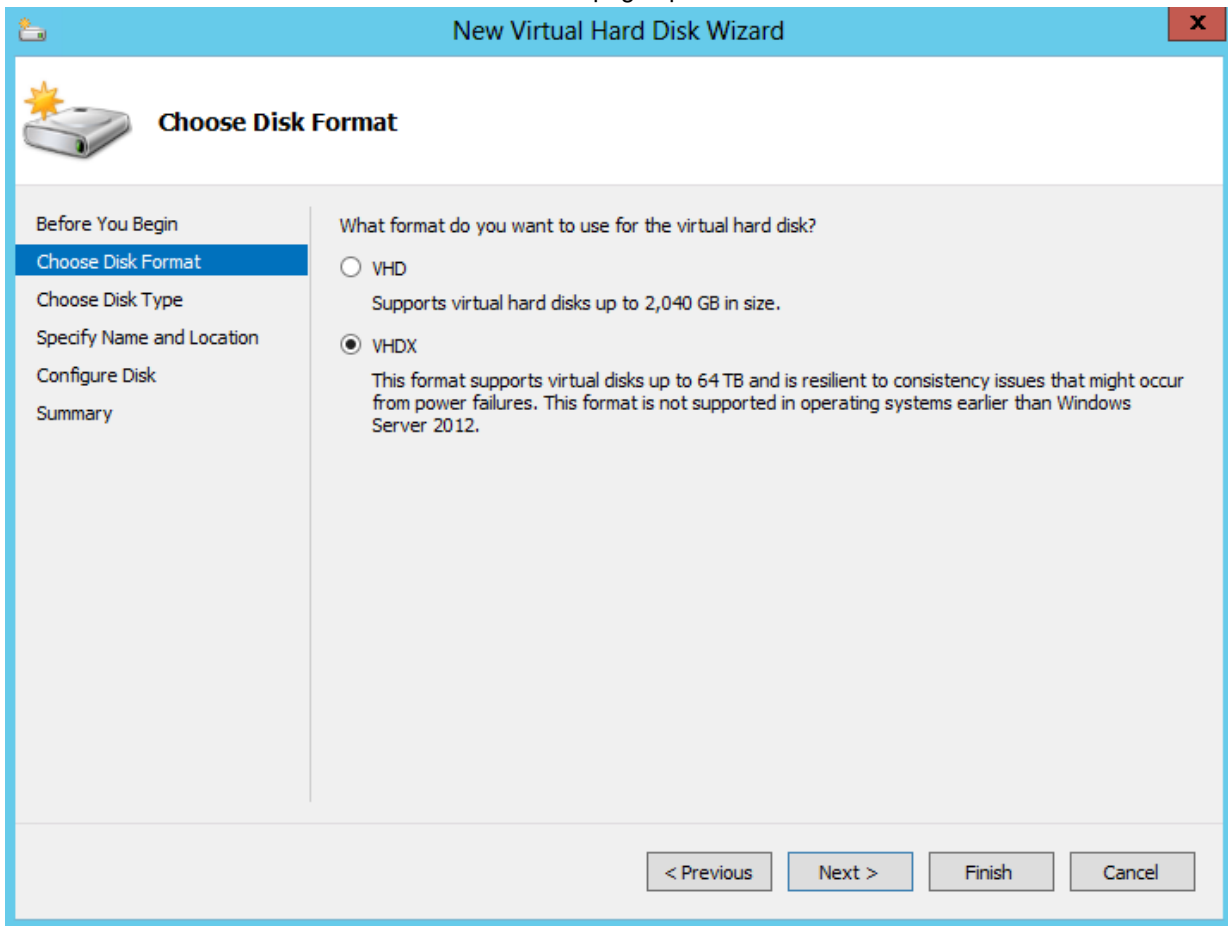 New Virtual Hard Disk Wizard
x
Choose Disk Format
Before You Begin
Choose Disk Format
Choose Disk Type
Specify Name and Location
Configure Disk
Summary
What format do you want to use for the virtual hard disk?
VHD
Supports virtual hard disks up to 2,040 GB in size.
VHDX
This format supports virtual disks up to 64 TB and is resilient to consistency issues that might occur
from power failures. This format is not supported in operating systems earlier than Windows
Server 2012.
< Previous
Next >
Finish
Cancel